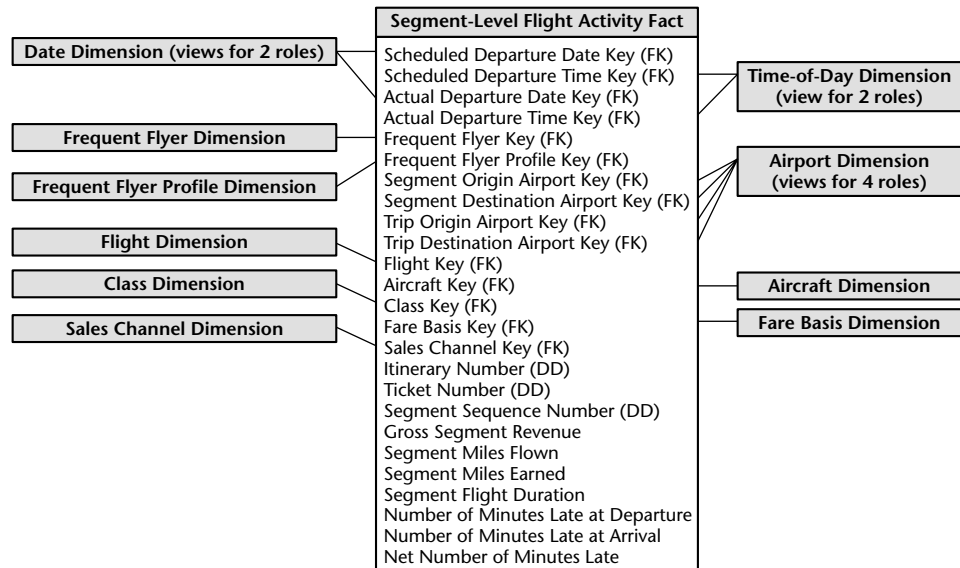 Segment-Level Flight Activity Fact
Scheduled Departure Date Key (FK)
Scheduled Departure Time Key (FK)
Actual Departure Date Key (FK)
Actual Departure Time Key (FK)
Frequent Flyer Key (FK)
Frequent Flyer Profile Key (FK)
Segment Origin Airport Key (FK)
Segment Destination Airport Key (FK)
Trip Origin Airport Key (FK)
Trip Destination Airport Key (FK)
Flight Key (FK)
Aircraft Key (FK)
Class Key (FK)
Fare Basis Key (FK)
Sales Channel Key (FK)
Itinerary Number (DD)
Ticket Number (DD)
Segment Sequence Number (DD)
Gross Segment Revenue
Segment Miles Flown
Segment Miles Earned
Segment Flight Duration
Number of Minutes Late at Departure
Number of Minutes Late at Arrival
Net Number of Minutes Late
Date Dimension (views for 2 roles)
Frequent Flyer Dimension
Frequent Flyer Profile Dimension
Flight Dimension
Class Dimension
Sales Channel Dimension
Time-of-Day Dimension
(view for 2 roles)
Airport Dimension
(views for 4 roles)
Aircraft Dimension
Fare Basis Dimension